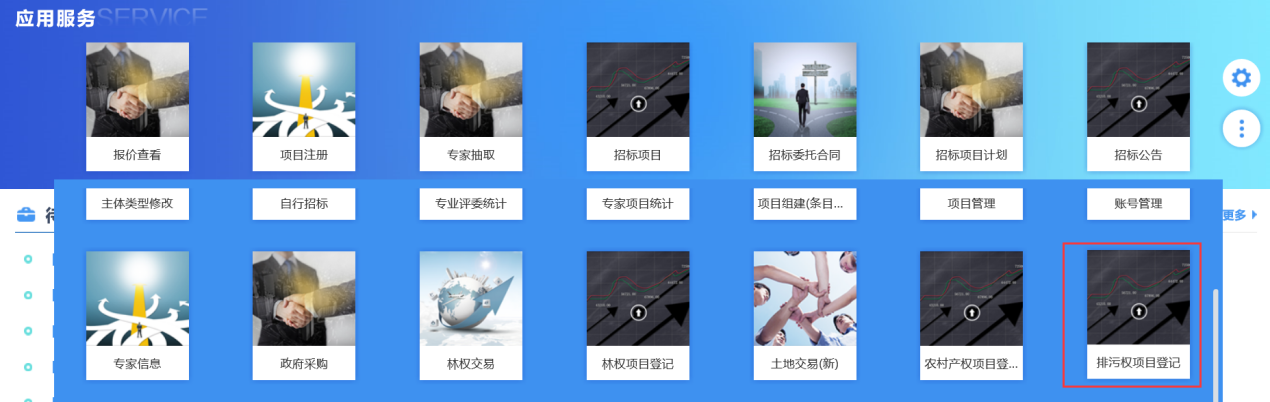 应用服务SERVICE
报价查看
项目注册
专家抽取
招标项目
招标委托合同
招标项目计划
招标公告
主体类型修改
自行招标
专业评委统计
专家项目统计
项目组建(条目...
项目管理
账号管理
待
更多
专家信息
政府采购
林权交易
林权项目登记
土地交易(新)
农村产权项目登...
排污权项目登记